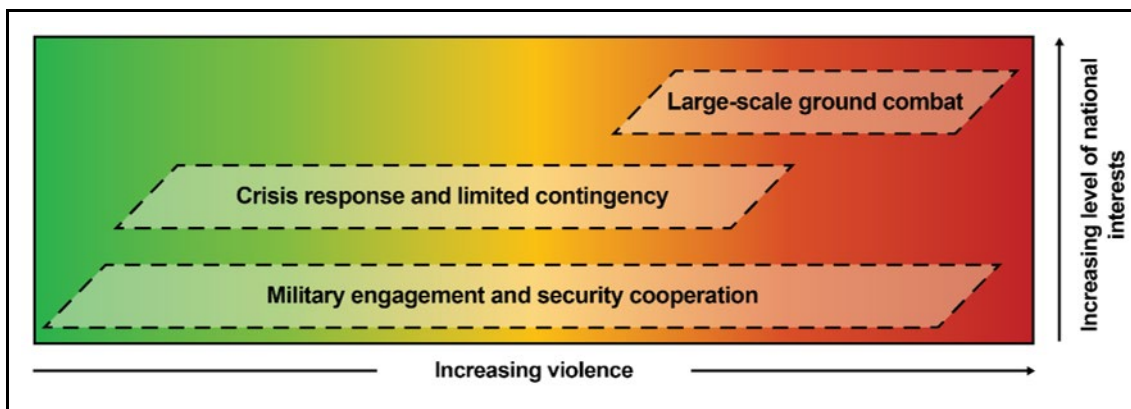 Large-scale ground combat
Crisis response and limited contingency
Military engagement and security cooperation
Increasing violence
Increasing level of national
interests